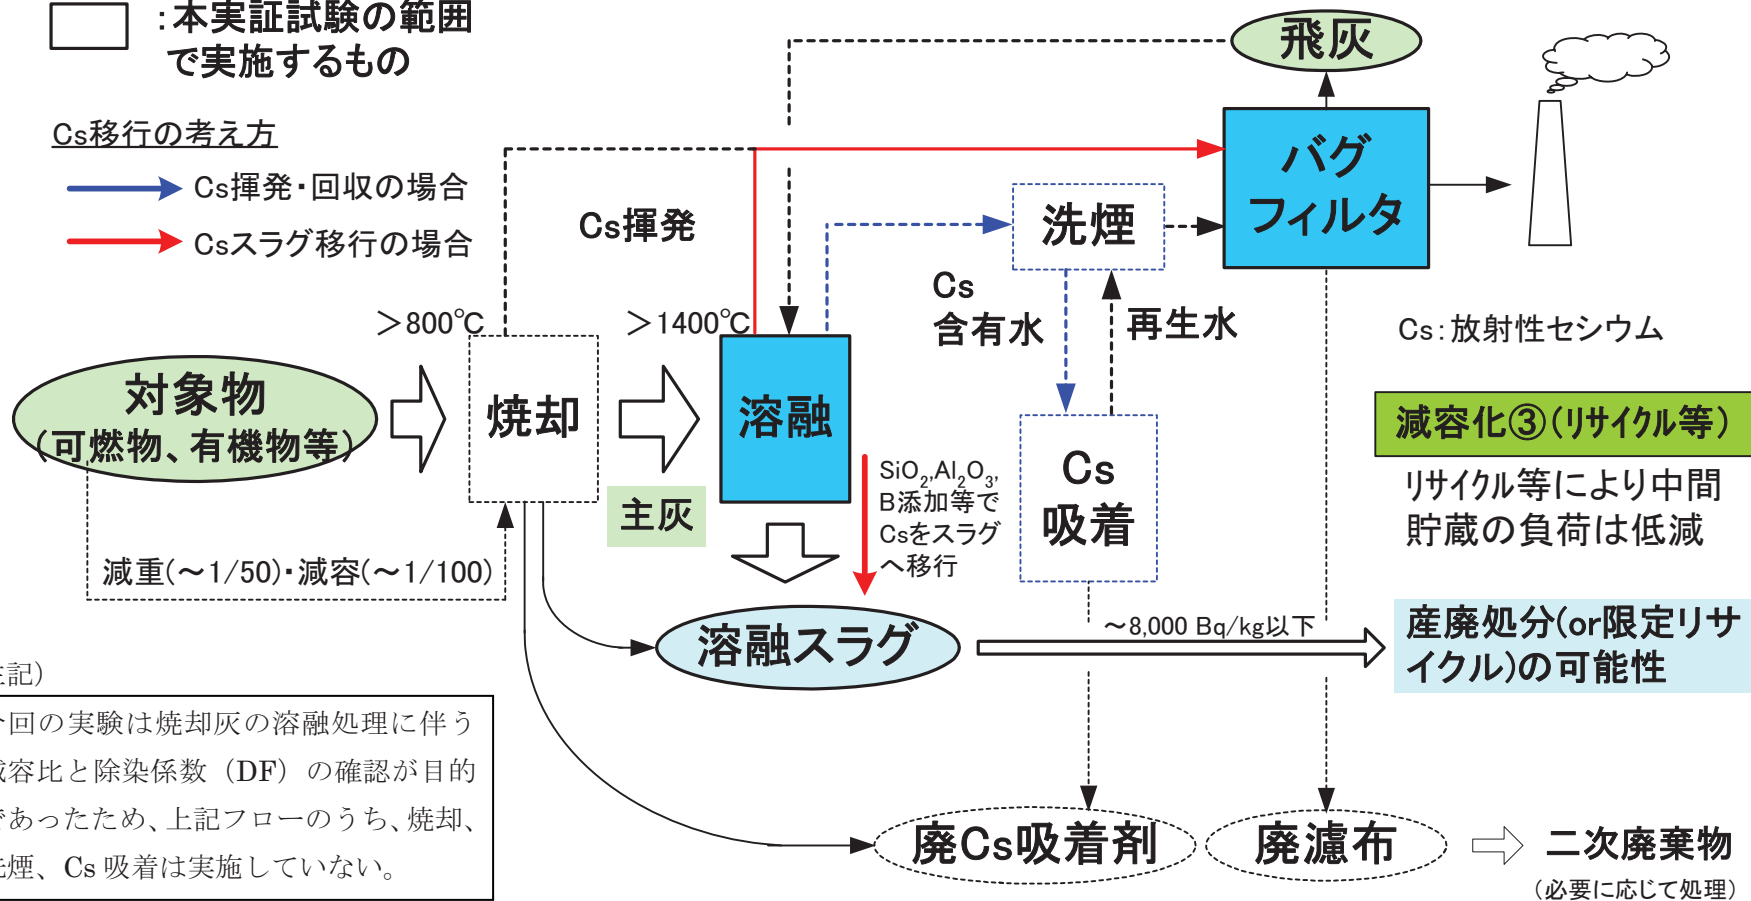 ：本実証試験の範囲
で実施するもの
Cs移行の考え方
Cs揮発・回収の場合
Csスラグ移行の場合
飛灰
バグ
フィルタ
Cs揮発
洗煙
Cs
含有水
再生水
Cs：放射性セシウム
＞800℃
＞1400℃
対象物
（可燃物、有機物等）
焼却
溶融
主灰
SiO2,Al2O3,
B添加等で
Csをスラグ
へ移行
Cs
吸着
減容化③（リサイクル等）
リサイクル等により中間
貯蔵の負荷は低減
減重(～1/50)・減容(～1/100)
溶融スラグ
～8,000 Bq/kg以下
産廃処分(or限定リサ
イクル)の可能性
記）
回の実験は焼却灰の溶融処理に伴う
容比と除染係数（DF）の確認が目的
であったため、上記フローのうち、焼却、
煙、Cs 吸着は実施していない。
廃Cs吸着剤
廃濾布
二次廃棄物
（必要に応じて処理）